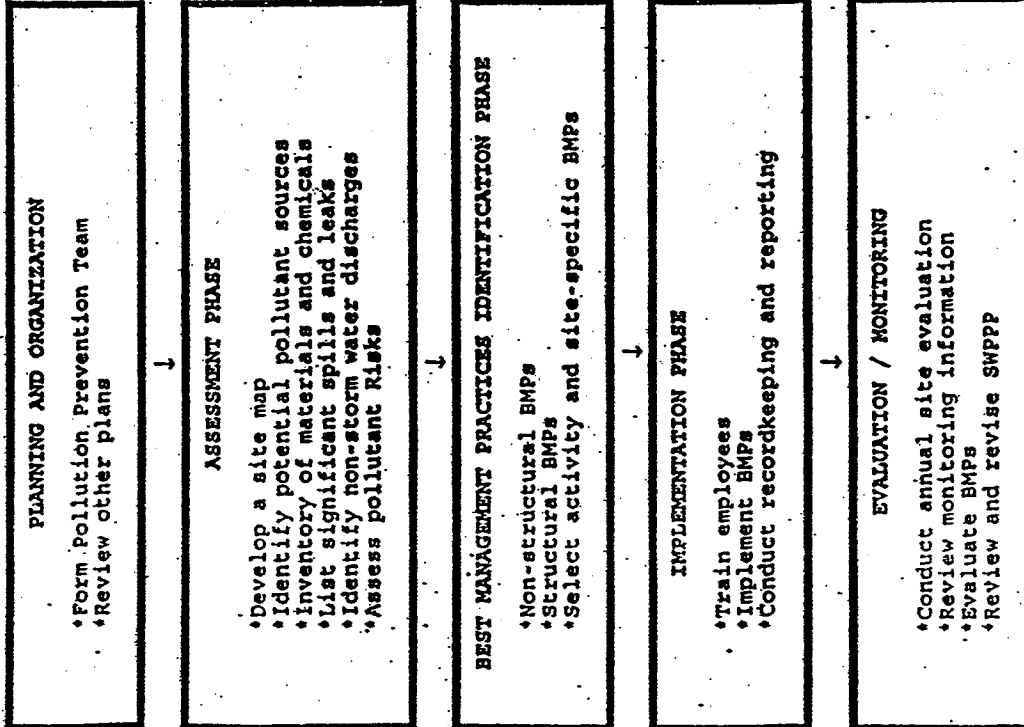 PLANNING AND ORGANIZATION
*Form Pollution Prevention Team
*Review other plans
↓
ASSESSMENT PHASE
*Develop a site map
*Identify potential pollutant sources
*Inventory of materials and chemicals
*List significant spills and leaks
*Identify non-storm water discharges
*Assess pollutant Risks
↓
BEST MANAGEMENT PRACTICES IDENTIFICATION PHASE
*Non-structural BMPs
*Structural BMPs
*Select activity and site-specific BMPs
↓
IMPLEMENTATION PHASE
*Train employees
*Implement BMPs
*Conduct recordkeeping and reporting
↓
EVALUATION / MONITORING
*Conduct annual site evaluation
*Review monitoring information
*Evaluate BMPs
*Review and revise SWPPP